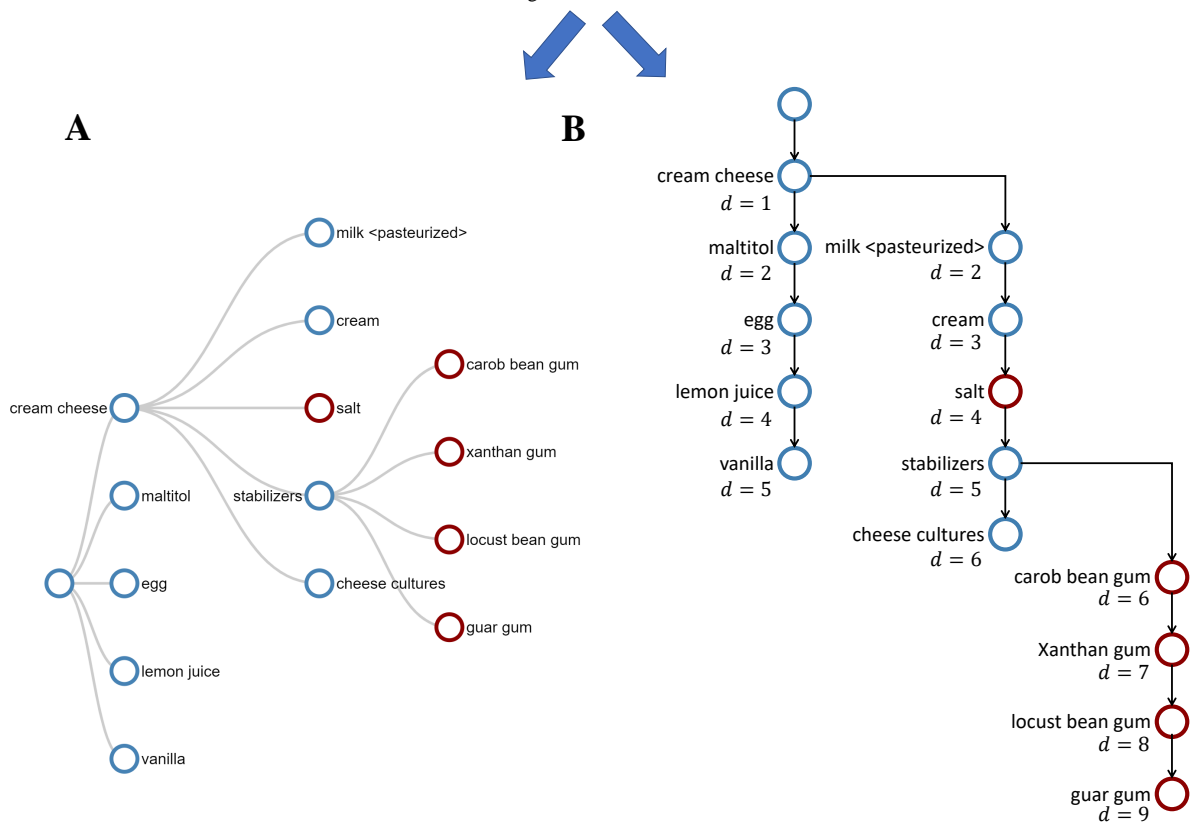 g
A
B
milk <pasteurized>
cream
carob bean gum
cream cheese
salt
xanthan gum
maltitol
stabilizers
locust bean gum
egg
cheese cultures
guar gum
lemon juice
vanilla
cream cheese
d = 1
maltitol
d = 2
milk <pasteurized>
d = 2
egg
d = 3
cream
d = 3
lemon juice
d = 4
salt
d = 4
vanilla
d = 5
stabilizers
d = 5
cheese cultures
d = 6
carob bean gum
d = 6
Xanthan gum
d = 7
locust bean gum
d = 8
guar gum
d = 9